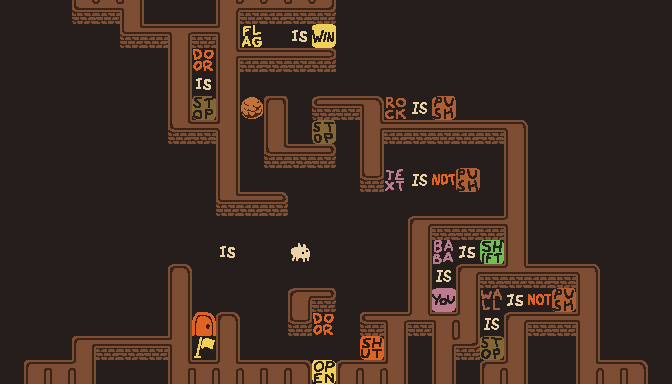 FLAG IS WIN
DOOR
IS
STOP
ROCK IS PUSH
STOP
TEXT IS NOT PUSH
IS
BABA IS SHIFT
IS
YOU
WALL IS NOT PUSH
IS
STOP
DOOR
SHUT
OPEN